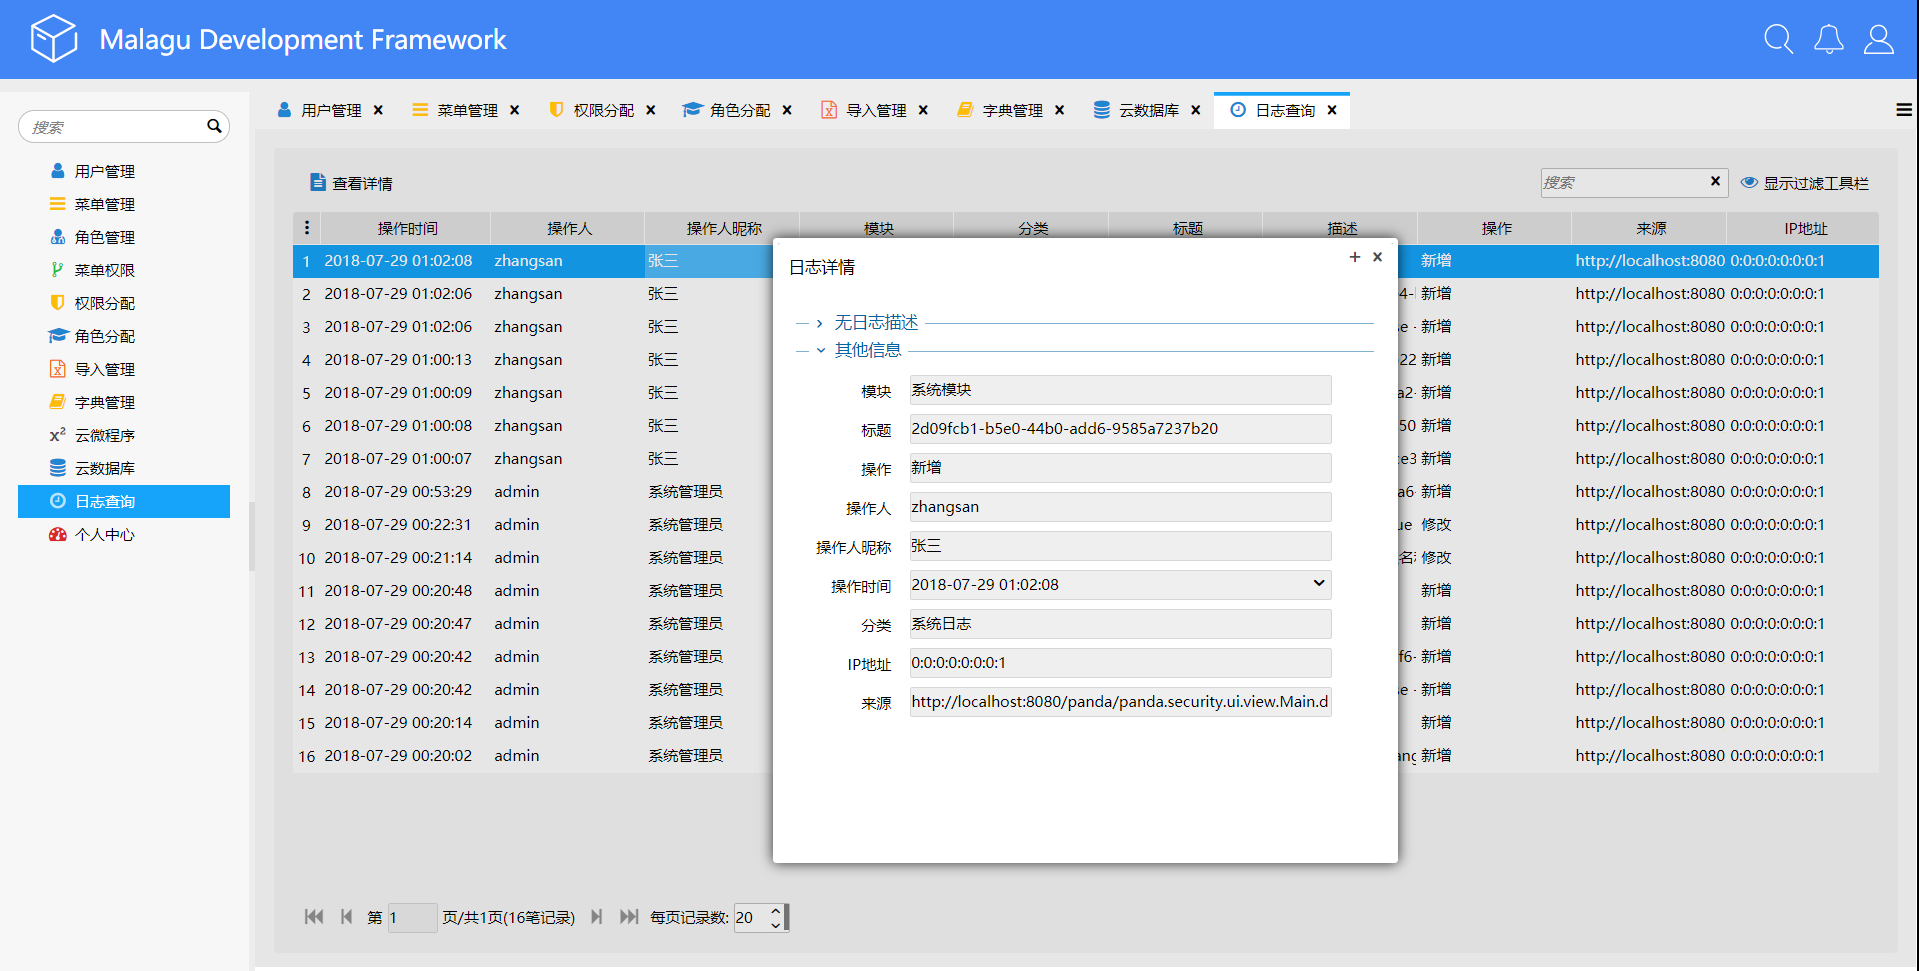 Malagu Development Framework
搜索
用户管理
菜单管理
角色管理
菜单权限
权限分配
角色分配
导入管理
字典管理
x² 云微程序
云数据库
日志查询
个人中心
用户管理 菜单管理 权限分配 角色分配 导入管理 字典管理 云数据库 日志查询
查看详情 搜索 显示过滤工具栏
操作时间 操作人 操作人昵称 模块 分类 标题 描述 操作 来源 IP地址
1 2018-07-29 01:02:08 zhangsan 张三 新增 http://localhost:8080 0:0:0:0:0:0:0:1
2 2018-07-29 01:02:06 zhangsan 张三 4- 新增 http://localhost:8080 0:0:0:0:0:0:0:1
3 2018-07-29 01:02:06 zhangsan 张三 e - 新增 http://localhost:8080 0:0:0:0:0:0:0:1
4 2018-07-29 01:00:13 zhangsan 张三 22 新增 http://localhost:8080 0:0:0:0:0:0:0:1
5 2018-07-29 01:00:09 zhangsan 张三 a2- 新增 http://localhost:8080 0:0:0:0:0:0:0:1
6 2018-07-29 01:00:08 zhangsan 张三 50 新增 http://localhost:8080 0:0:0:0:0:0:0:1
7 2018-07-29 01:00:07 zhangsan 张三 e3 新增 http://localhost:8080 0:0:0:0:0:0:0:1
8 2018-07-29 00:53:29 admin 系统管理员 a6- 新增 http://localhost:8080 0:0:0:0:0:0:0:1
9 2018-07-29 00:22:31 admin 系统管理员 ue 修改 http://localhost:8080 0:0:0:0:0:0:0:1
10 2018-07-29 00:21:14 admin 系统管理员 名 修改 http://localhost:8080 0:0:0:0:0:0:0:1
11 2018-07-29 00:20:48 admin 系统管理员 新增 http://localhost:8080 0:0:0:0:0:0:0:1
12 2018-07-29 00:20:47 admin 系统管理员 新增 http://localhost:8080 0:0:0:0:0:0:0:1
13 2018-07-29 00:20:42 admin 系统管理员 f6- 新增 http://localhost:8080 0:0:0:0:0:0:0:1
14 2018-07-29 00:20:42 admin 系统管理员 e - 新增 http://localhost:8080 0:0:0:0:0:0:0:1
15 2018-07-29 00:20:14 admin 系统管理员 新增 http://localhost:8080 0:0:0:0:0:0:0:1
16 2018-07-29 00:20:02 admin 系统管理员 ang 新增 http://localhost:8080 0:0:0:0:0:0:0:1
日志详情
无日志描述
其他信息
模块 系统模块
标题 2d09fcb1-b5e0-44b0-add6-9585a7237b20
操作 新增
操作人 zhangsan
操作人昵称 张三
操作时间 2018-07-29 01:02:08
分类 系统日志
IP地址 0:0:0:0:0:0:0:1
来源 http://localhost:8080/panda/panda.security.ui.view.Main.d
第 1 页/共1页(16笔记录) 每页记录数: 20